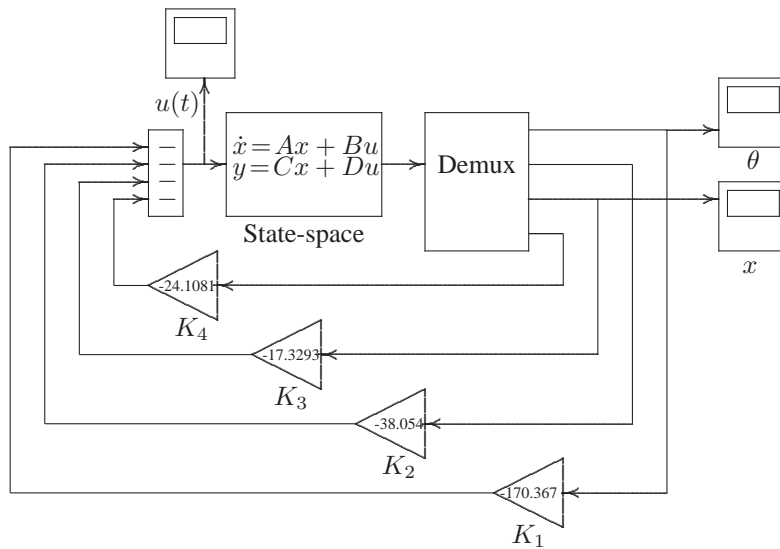 u(t)
ẋ=Ax + Bu
y=Cx + Du
State-space
Demux
θ
x
−
−
−
−
-24.1081
K₄
-17.3293
K₃
-38.054
K₂
-170.367
K₁